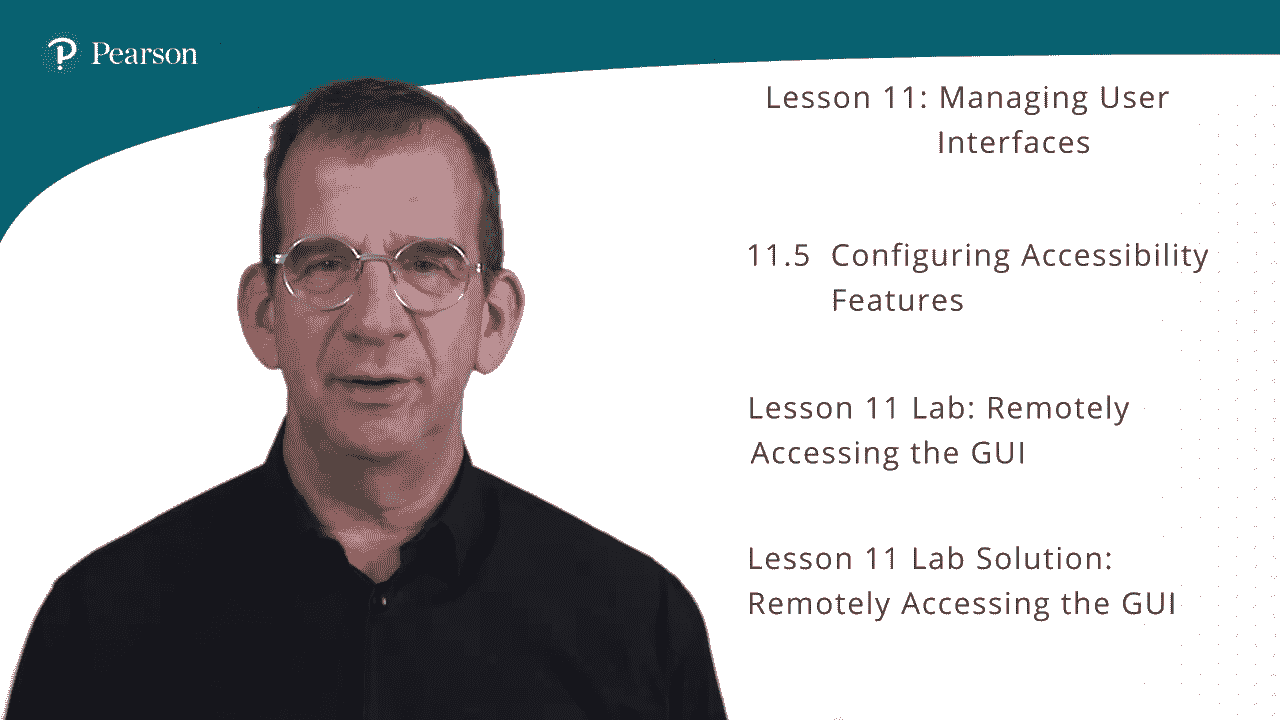 Pearson
Lesson 11: Managing User
Interfaces
11.5 Configuring Accessibility
Features
Lesson 11 Lab: Remotely
Accessing the GUI
Lesson 11 Lab Solution:
Remotely Accessing the GUI